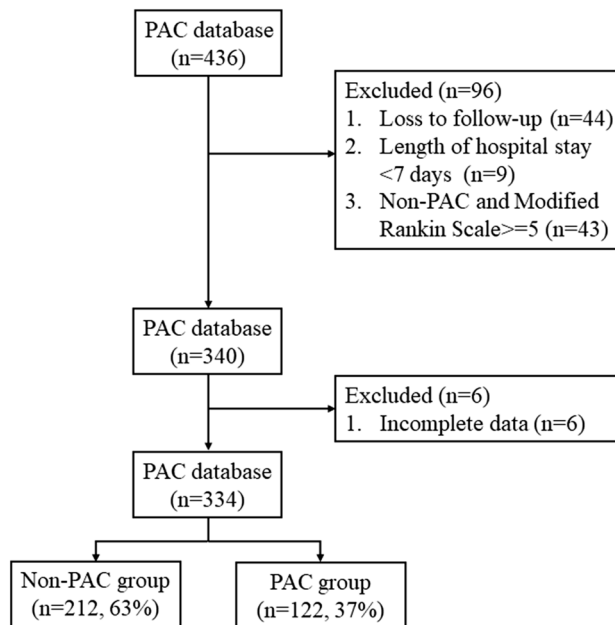 PAC database
(n=436)
Excluded (n=96)
1. Loss to follow-up (n=44)
2. Length of hospital stay
<7 days (n=9)
3. Non-PAC and Modified
Rankin Scale>=5 (n=43)
PAC database
(n=340)
Excluded (n=6)
1. Incomplete data (n=6)
PAC database
(n=334)
Non-PAC group
(n=212, 63%)
PAC group
(n=122, 37%)